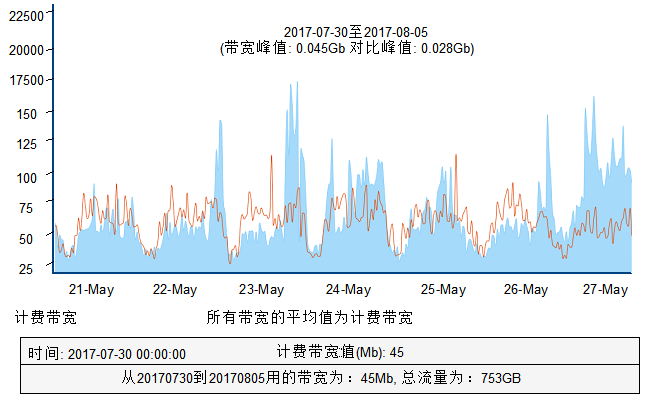 2017-07-30至2017-08-05
(带宽峰值: 0.045Gb 对比峰值: 0.028Gb)
22500
20000
17500
150
125
100
75
50
25
21-May 22-May 23-May 24-May 25-May 26-May 27-May
计费带宽 所有带宽的平均值为计费带宽
时间: 2017-07-30 00:00:00 计费带宽值(Mb): 45
从20170730到20170805用的带宽为：45Mb, 总流量为：753GB